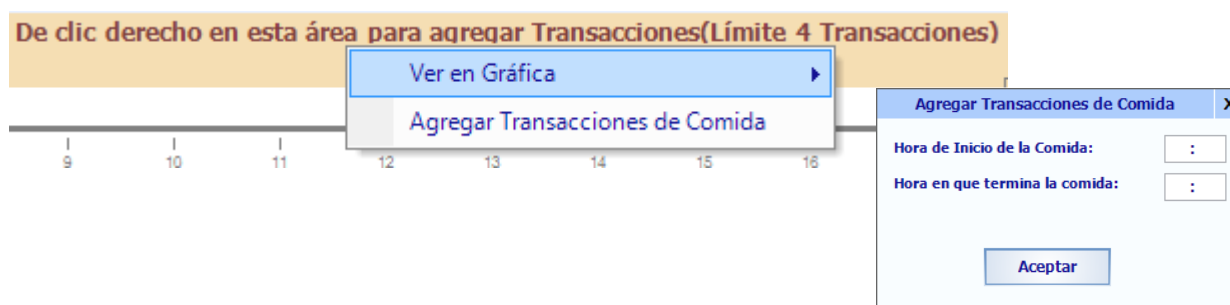 De clic derecho en esta área para agregar Transacciones(Límite 4 Transacciones)
Ver en Gráfica
Agregar Transacciones de Comida
9 10 11 12 13 14 15 16
Agregar Transacciones de Comida X
Hora de Inicio de la Comida: :
Hora en que termina la comida: :
Aceptar